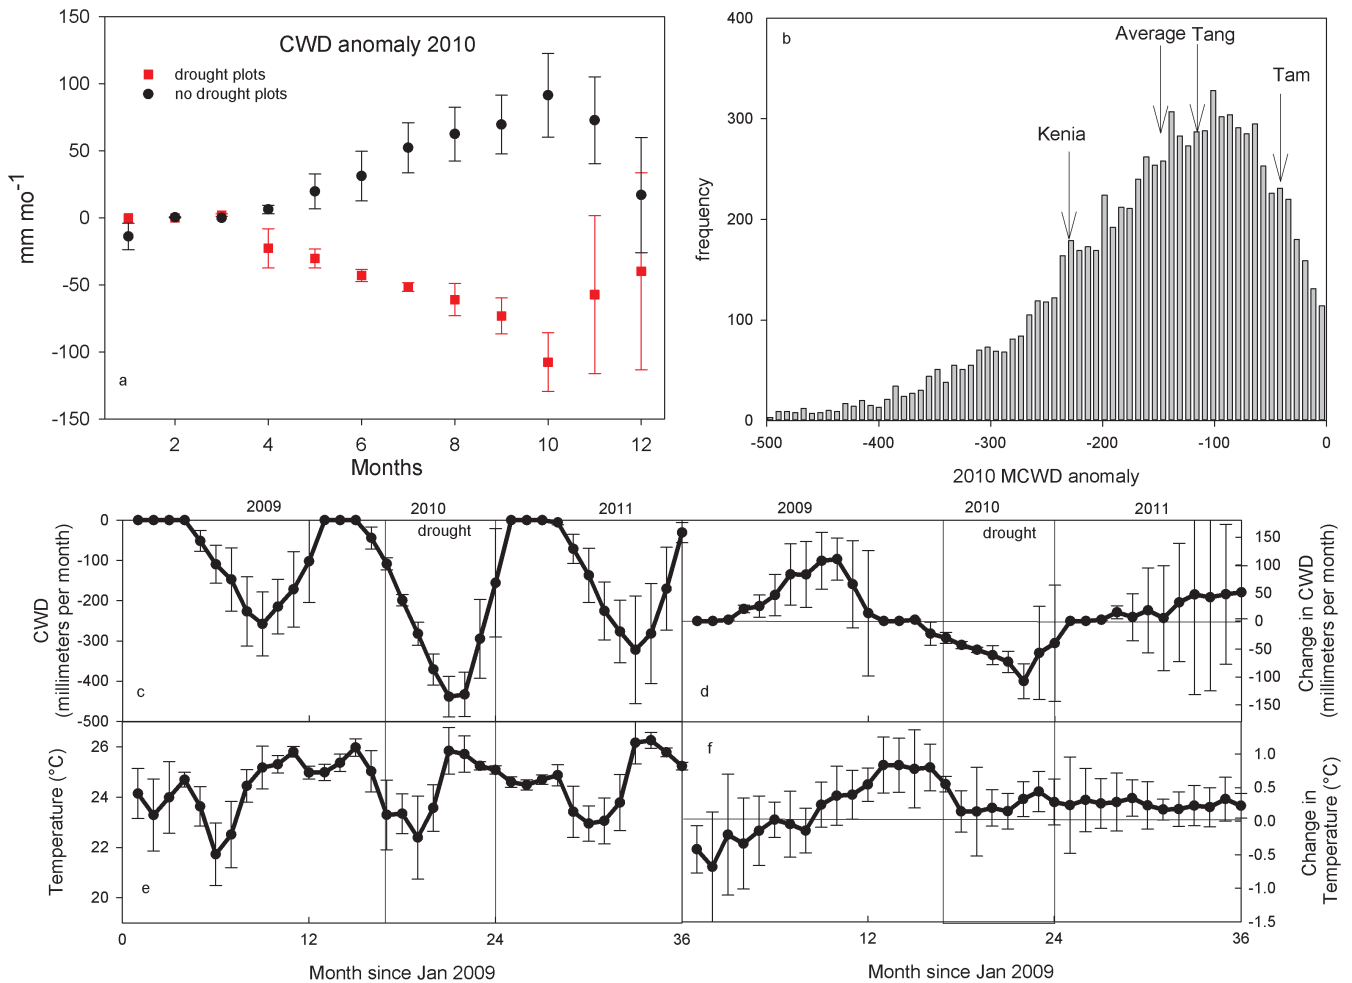 CWD anomaly 2010
drought plots
no drought plots
150
100
50
0
-50
-100
-150
mm mo-1
a
2
4
6
8
10
12
Months
b
Average Tang
Tam
Kenia
400
300
200
100
0
frequency
-500
-400
-300
-200
-100
0
2010 MCWD anomaly
2009
2010
2011
drought
0
-100
-200
-300
-400
-500
CWD
(millimeters per month)
c
2009
2010
2011
drought
150
100
50
0
-50
-100
-150
Change in CWD
(millimeters per month)
d
26
24
22
20
Temperature (°C)
e
0
12
24
36
Month since Jan 2009
f
1.0
0.5
0.0
-0.5
-1.0
-1.5
Change in
Temperature (°C)
12
24
36
Month since Jan 2009